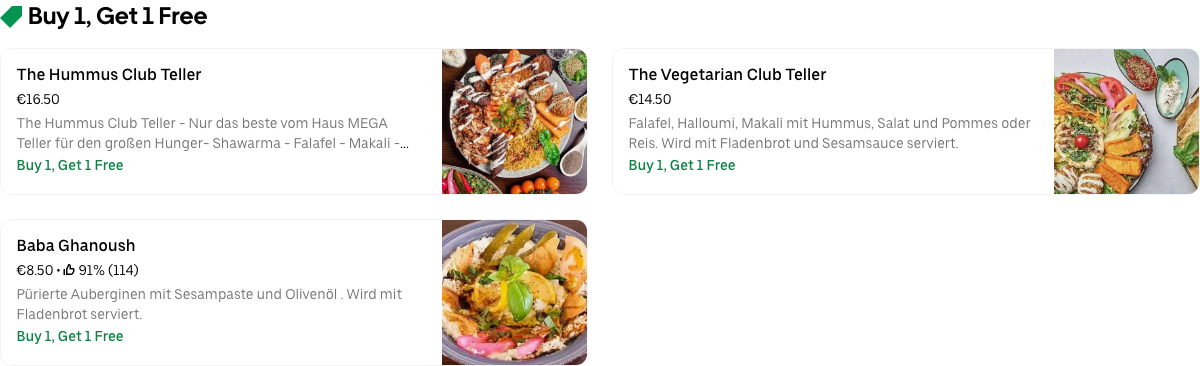 Buy 1, Get 1 Free
The Hummus Club Teller
€16.50
The Hummus Club Teller - Nur das beste vom Haus MEGA
Teller für den großen Hunger- Shawarma - Falafel - Makali -...
Buy 1, Get 1 Free
The Vegetarian Club Teller
€14.50
Falafel, Halloumi, Makali mit Hummus, Salat und Pommes oder
Reis. Wird mit Fladenbrot und Sesamsauce serviert.
Buy 1, Get 1 Free
Baba Ghanoush
€8.50 • 91% (114)
Pürierte Auberginen mit Sesampaste und Olivenöl . Wird mit
Fladenbrot serviert.
Buy 1, Get 1 Free